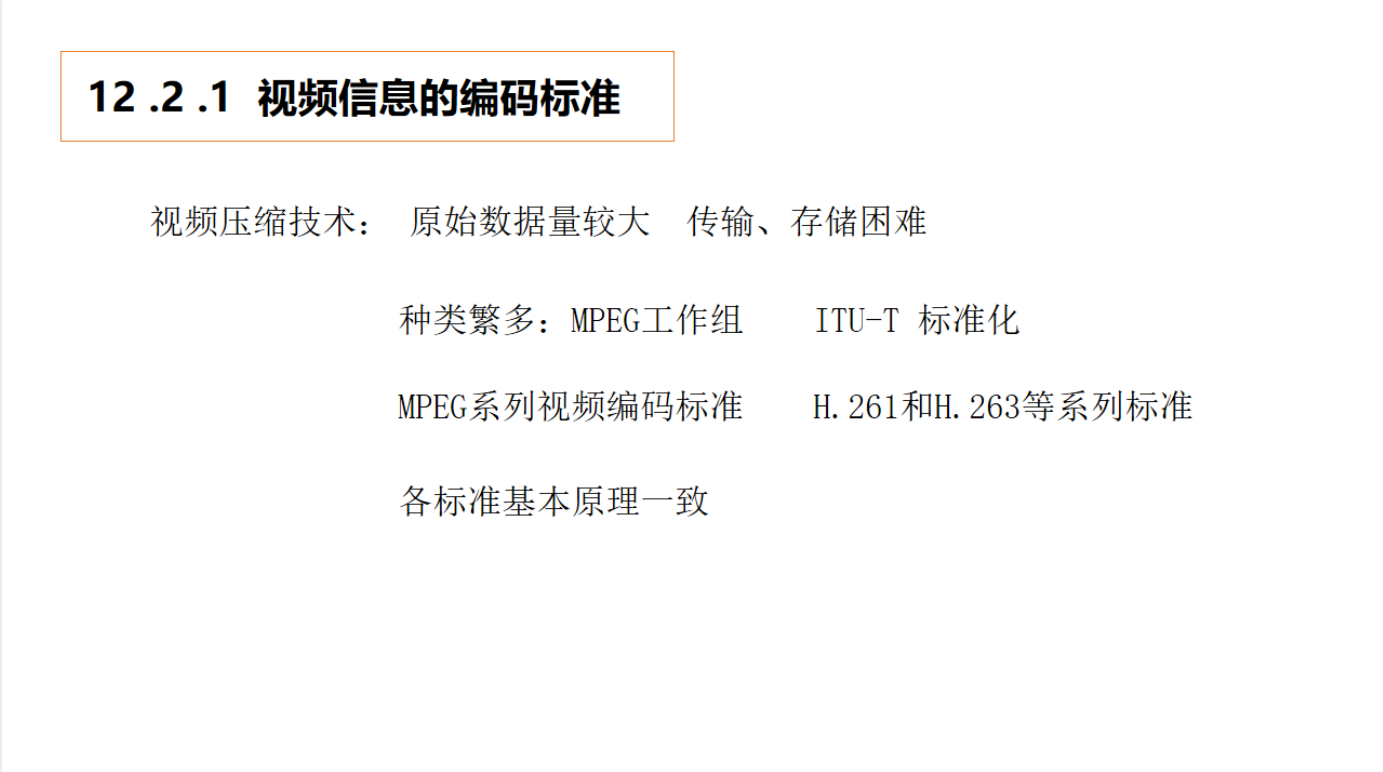 12 .2 .1 视频信息的编码标准
视频压缩技术： 原始数据量较大 传输、存储困难
种类繁多：MPEG工作组 ITU-T 标准化
MPEG系列视频编码标准 H.261和H.263等系列标准
各标准基本原理一致